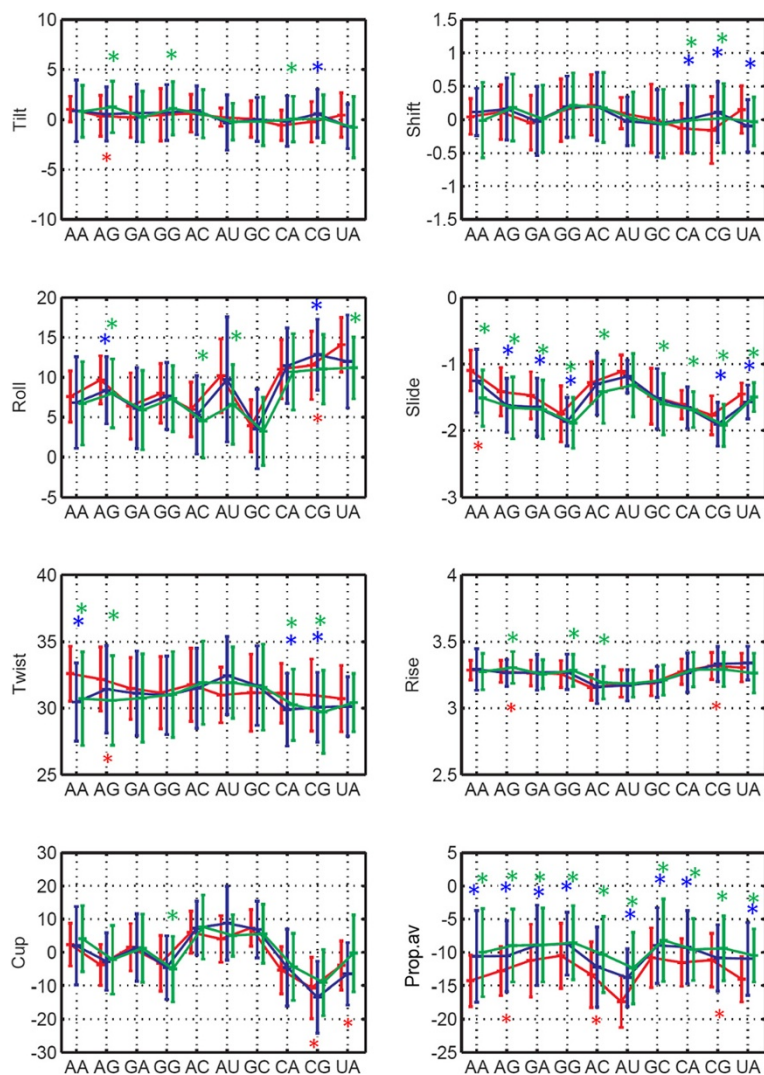 10
5
0
-5
-10
Tilt
AA AG GA GG AC AU GC CA CG UA
1.5
1
0.5
0
-0.5
-1
-1.5
Shift
AA AG GA GG AC AU GC CA CG UA
20
15
10
5
0
-5
Roll
AA AG GA GG AC AU GC CA CG UA
0
-1
-2
-3
Slide
AA AG GA GG AC AU GC CA CG UA
40
35
30
25
Twist
AA AG GA GG AC AU GC CA CG UA
4
3.5
3
2.5
Rise
AA AG GA GG AC AU GC CA CG UA
30
20
10
0
-10
-20
-30
Cup
AA AG GA GG AC AU GC CA CG UA
5
0
-5
-10
-15
-20
-25
Prop.av
AA AG GA GG AC AU GC CA CG UA